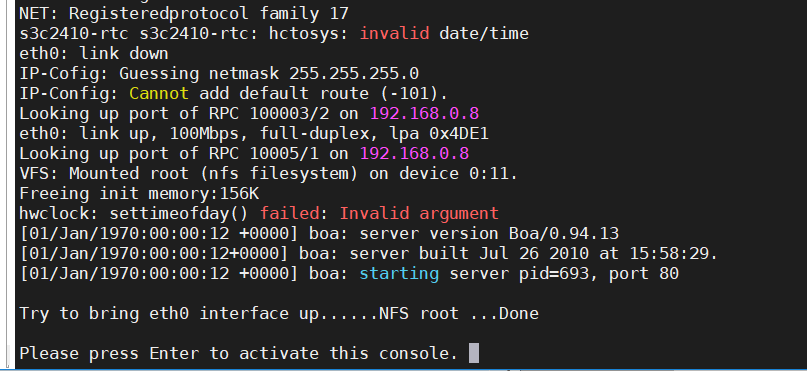 NET: Registeredprotocol family 17
s3c2410-rtc s3c2410-rtc: hctosys: invalid date/time
eth0: link down
IP-Cofig: Guessing netmask 255.255.255.0
IP-Config: Cannot add default route (-101).
Looking up port of RPC 100003/2 on 192.168.0.8
eth0: link up, 100Mbps, full-duplex, lpa 0x4DE1
Looking up port of RPC 10005/1 on 192.168.0.8
VFS: Mounted root (nfs filesystem) on device 0:11.
Freeing init memory:156K
hwclock: settimeofday() failed: Invalid argument
[01/Jan/1970:00:00:12 +0000] boa: server version Boa/0.94.13
[01/Jan/1970:00:00:12+0000] boa: server built Jul 26 2010 at 15:58:29.
[01/Jan/1970:00:00:12 +0000] boa: starting server pid=693, port 80
Try to bring eth0 interface up......NFS root ...Done
Please press Enter to activate this console.